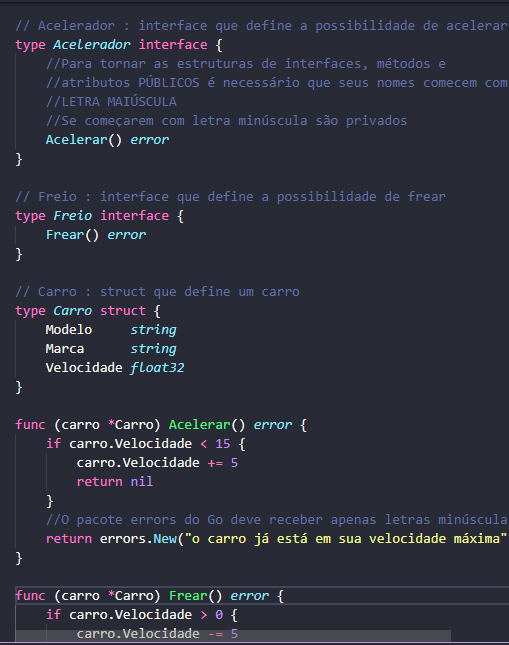 // Acelerador : interface que define a possibilidade de acelerar
type Acelerador interface {
    //Para tornar as estruturas de interfaces, métodos e
    //atributos PÚBLICOS é necessário que seus nomes comecem com
    //LETRA MAIÚSCULA
    //Se começarem com letra minúscula são privados
    Acelerar() error
}
// Freio : interface que define a possibilidade de frear
type Freio interface {
    Frear() error
}
// Carro : struct que define um carro
type Carro struct {
    Modelo     string
    Marca      string
    Velocidade float32
}
func (carro *Carro) Acelerar() error {
    if carro.Velocidade < 15 {
        carro.Velocidade += 5
        return nil
    }
    //O pacote errors do Go deve receber apenas letras minúscula
    return errors.New("o carro já está em sua velocidade máxima"
}
func (carro *Carro) Frear() error {
    if carro.Velocidade > 0 {
        carro.Velocidade -= 5